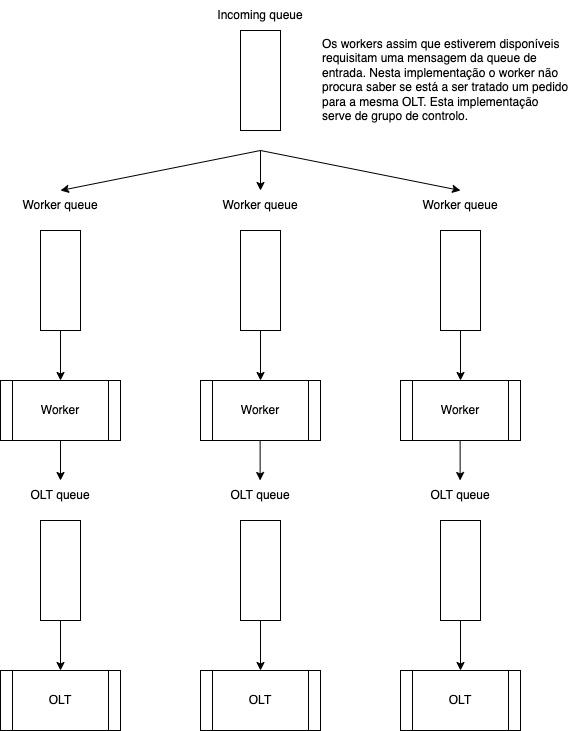 Incoming queue
Os workers assim que estiverem disponíveis
requisitam uma mensagem da queue de
entrada. Nesta implementação o worker não
procura saber se está a ser tratado um pedido
para a mesma OLT. Esta implementação
serve de grupo de controlo.
Worker queue
Worker queue
Worker queue
Worker
Worker
Worker
OLT queue
OLT queue
OLT queue
OLT
OLT
OLT